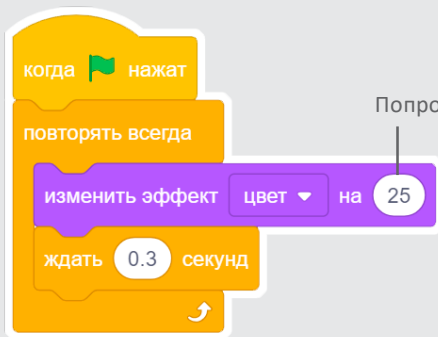 когда нажат
Попро
повторять всегда
изменить эффект цвет на 25
ждать 0.3 секунд